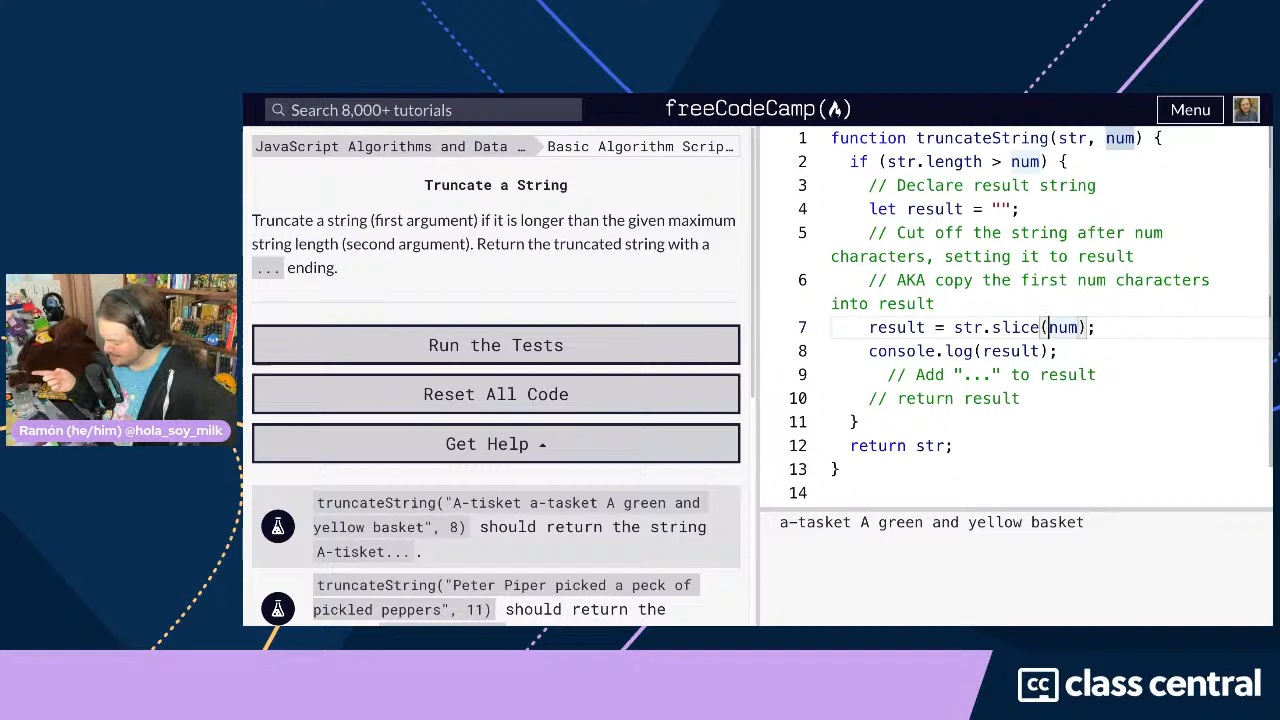 Search 8,000+ tutorials
freeCodeCamp(🔥)
Menu
JavaScript Algorithms and Data …
Basic Algorithm Scrip…
Truncate a String
Truncate a string (first argument) if it is longer than the given maximum
string length (second argument). Return the truncated string with a
... ending.
Run the Tests
Reset All Code
Get Help
truncateString("A-tisket a-tasket A green and
yellow basket", 8) should return the string
A-tisket....
truncateString("Peter Piper picked a peck of
pickled peppers", 11) should return the
1 function truncateString(str, num) {
2 if (str.length > num) {
3 // Declare result string
4 let result = "";
5 // Cut off the string after num
characters, setting it to result
6 // AKA copy the first num characters
into result
7 result = str.slice(num);
8 console.log(result);
9 // Add "..." to result
10 // return result
11 }
12 return str;
13 }
14
a-tasket A green and yellow basket
Ramón (he/him) @hola_soy_milk
cc class central